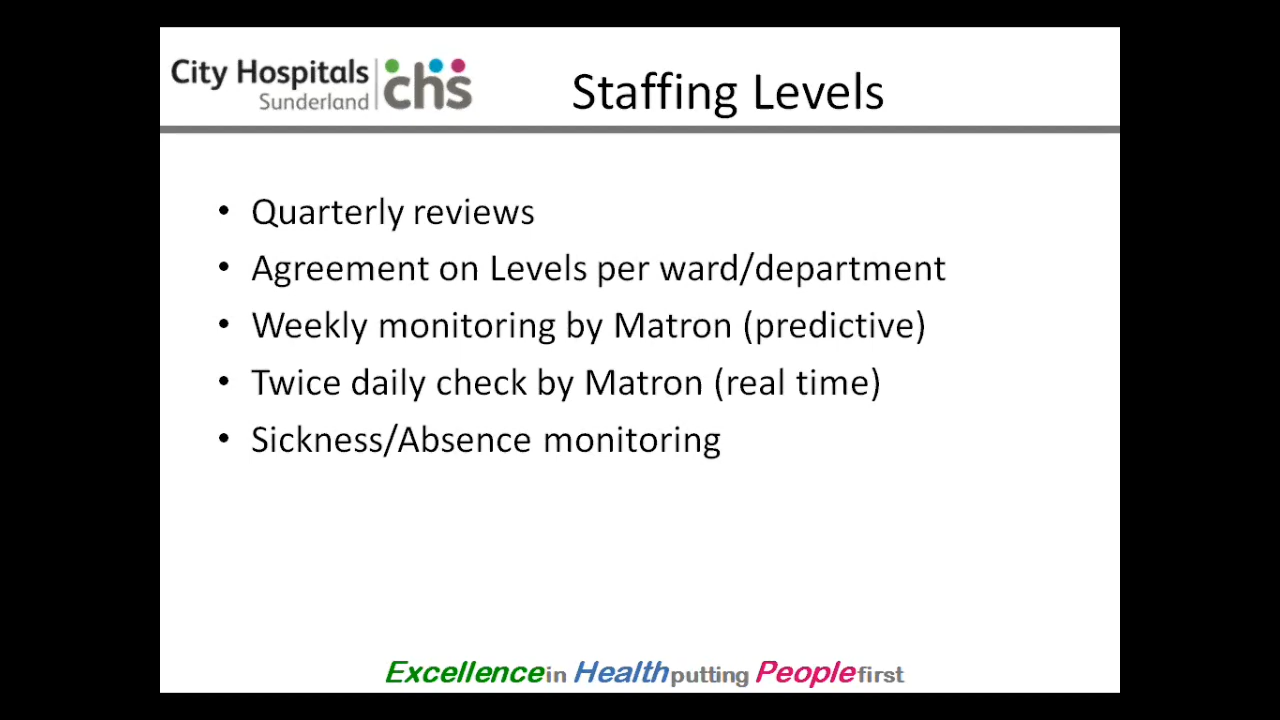 City Hospitals
Sunderland
chs
Staffing Levels
• Quarterly reviews
• Agreement on Levels per ward/department
• Weekly monitoring by Matron (predictive)
• Twice daily check by Matron (real time)
• Sickness/Absence monitoring
Excellence in Health putting People first